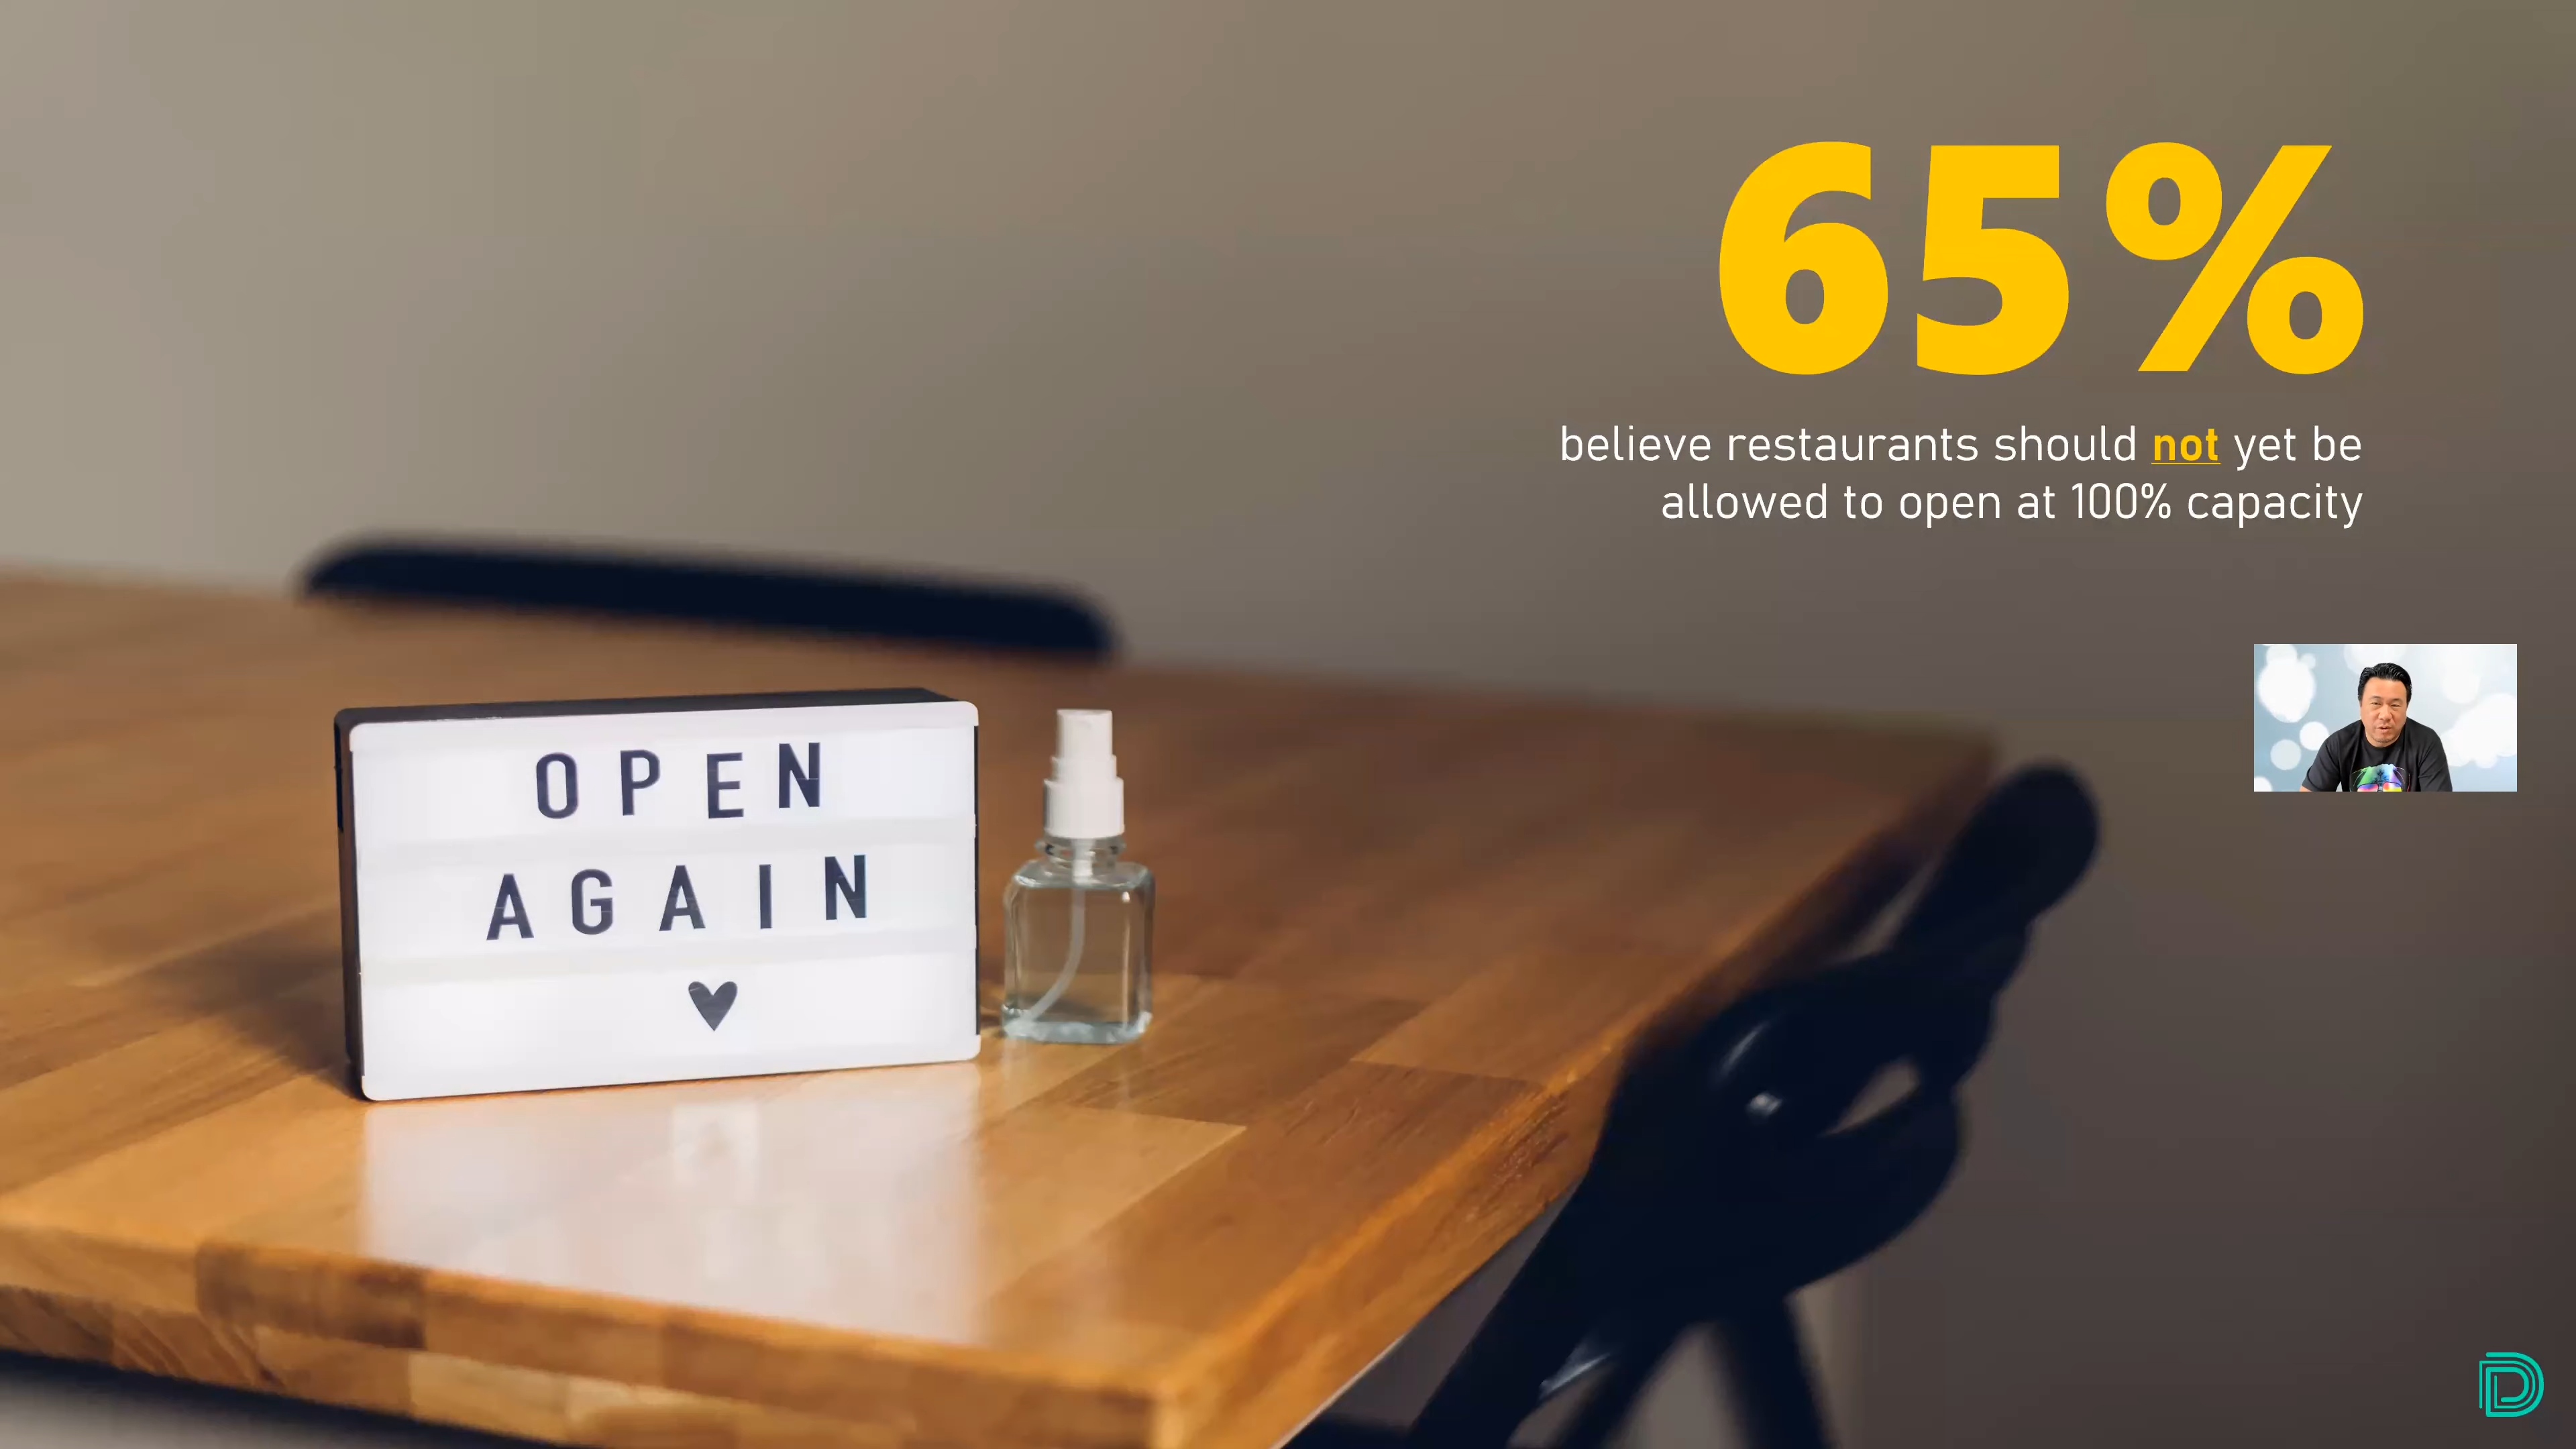 65%
believe restaurants should not yet be
allowed to open at 100% capacity
OPEN
AGAIN
♥